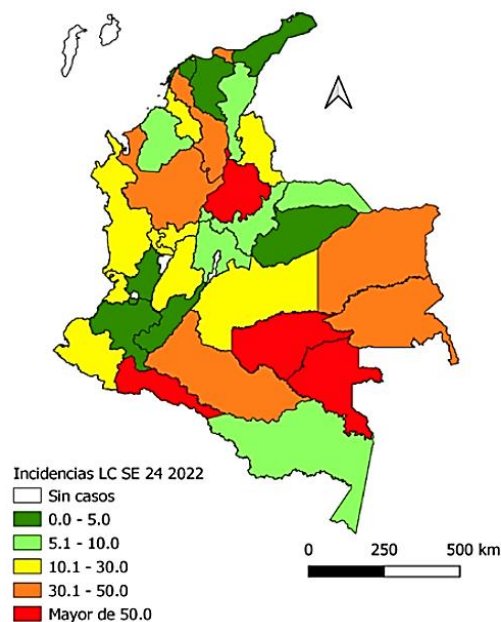 Incidencias LC SE 24 2022
Sin casos
0.0 - 5.0
5.1 - 10.0
10.1 - 30.0
30.1 - 50.0
Mayor de 50.0
0 250 500 km